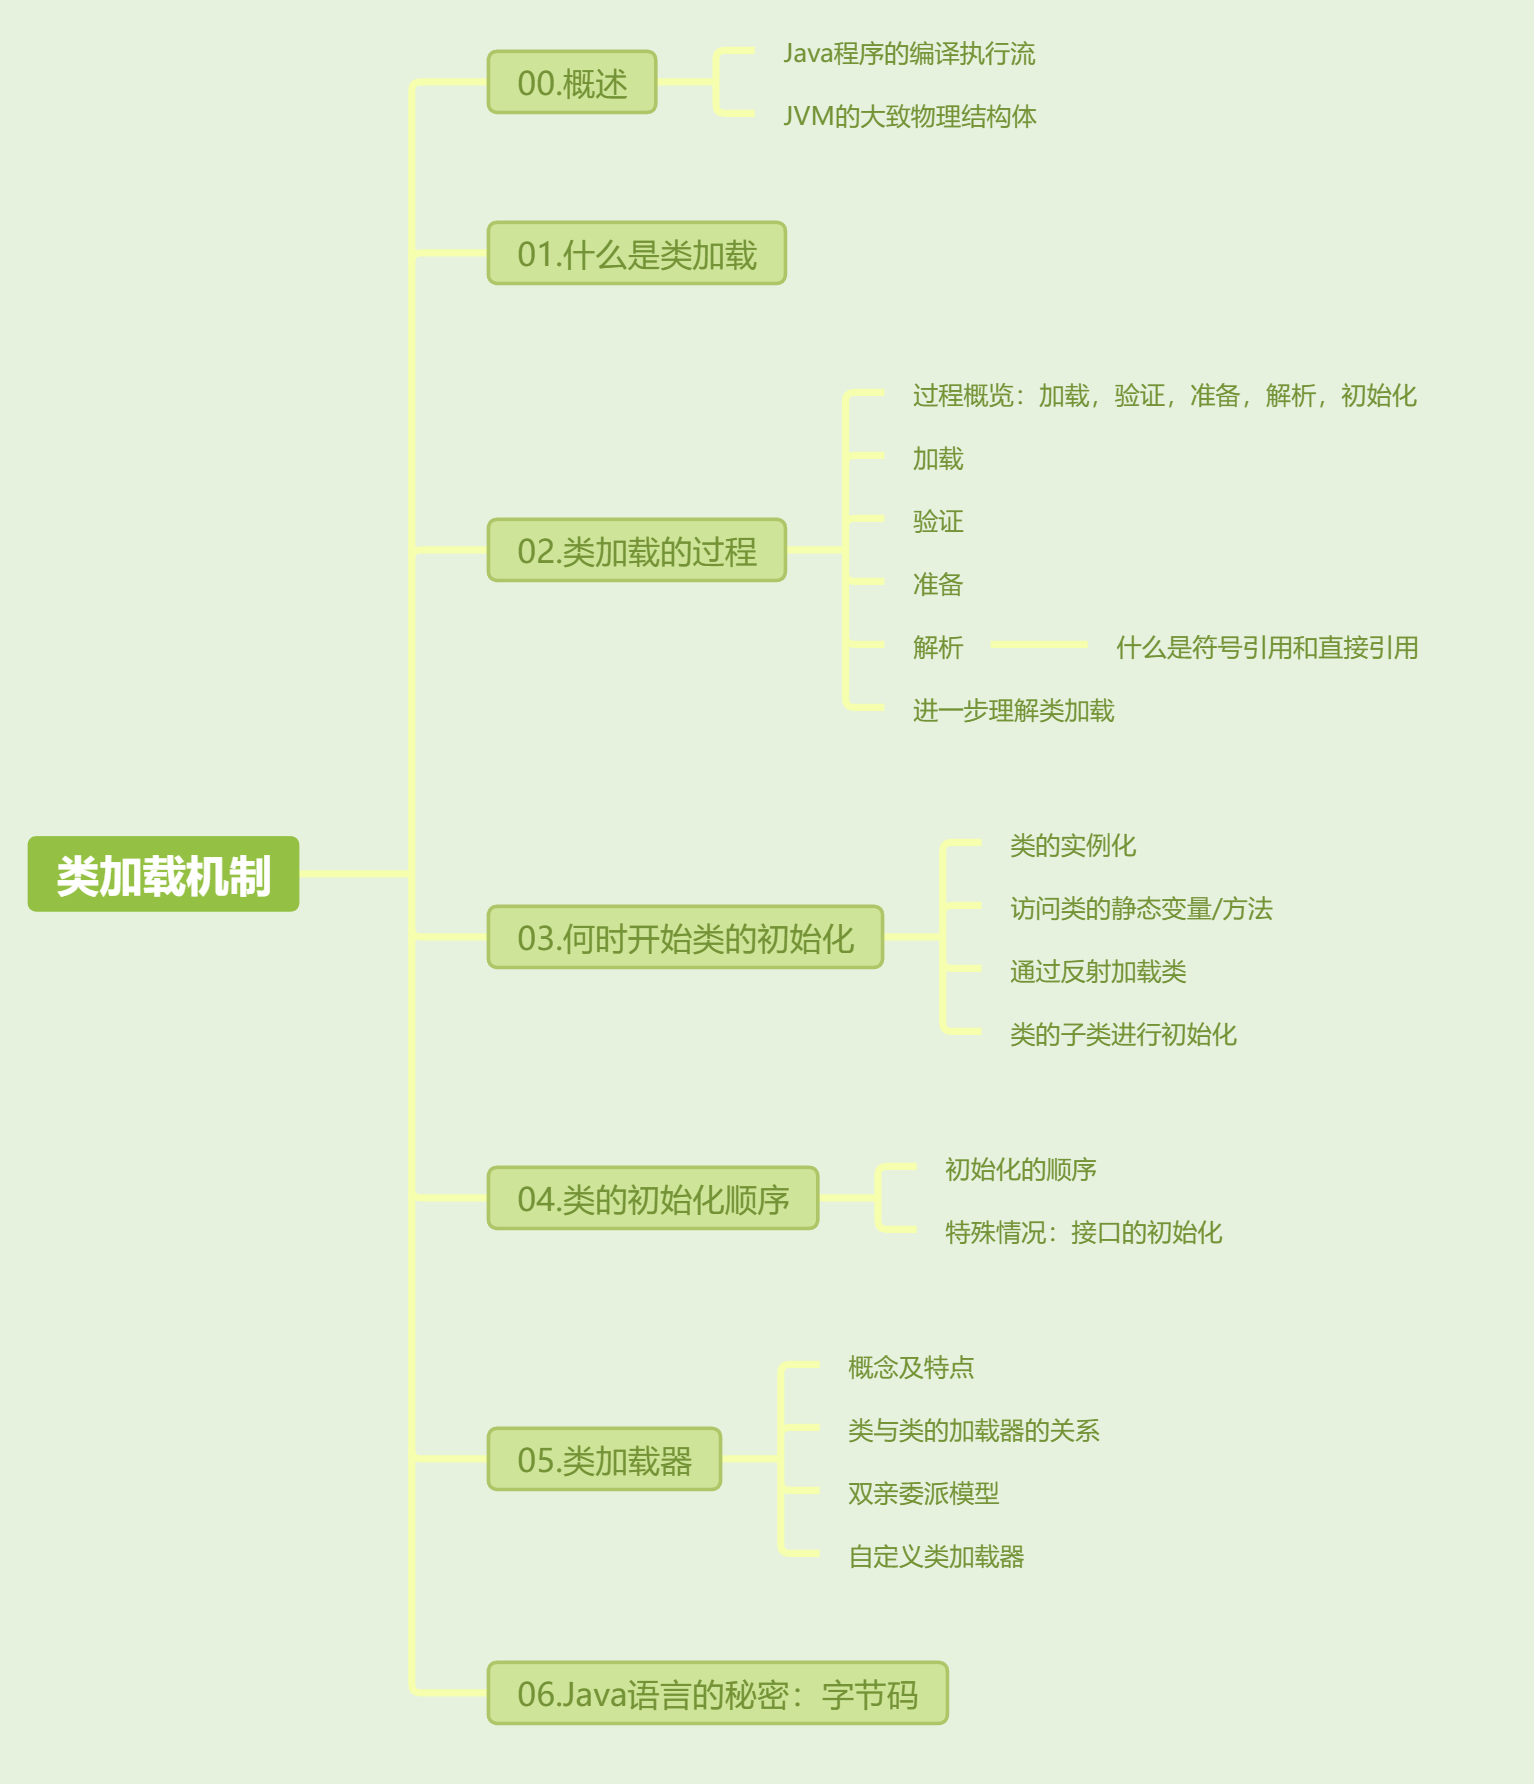 类加载机制
00.概述
Java程序的编译执行流
JVM的大致物理结构体
01.什么是类加载
02.类加载的过程
过程概览：加载，验证，准备，解析，初始化
加载
验证
准备
解析
什么是符号引用和直接引用
进一步理解类加载
03.何时开始类的初始化
类的实例化
访问类的静态变量/方法
通过反射加载类
类的子类进行初始化
04.类的初始化顺序
初始化的顺序
特殊情况：接口的初始化
05.类加载器
概念及特点
类与类的加载器的关系
双亲委派模型
自定义类加载器
06.Java语言的秘密：字节码